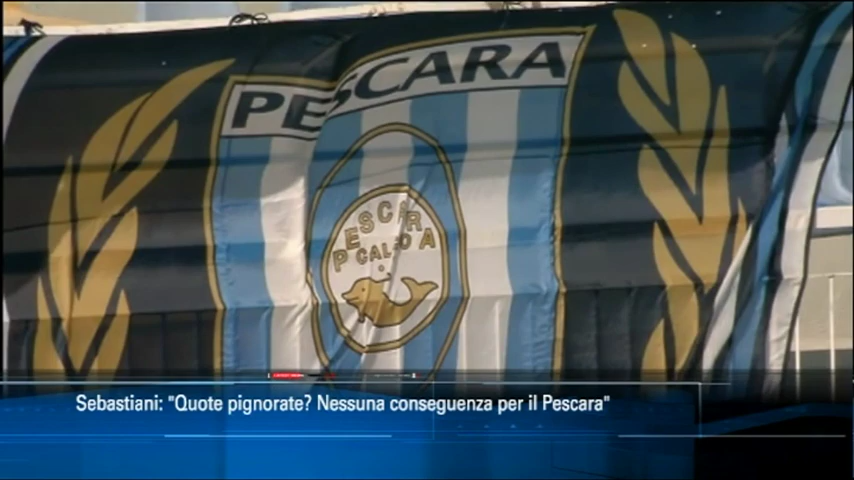 PESCARA
PESCARA
CALCIO
Sebastiani: "Quote pignorate? Nessuna conseguenza per il Pescara"